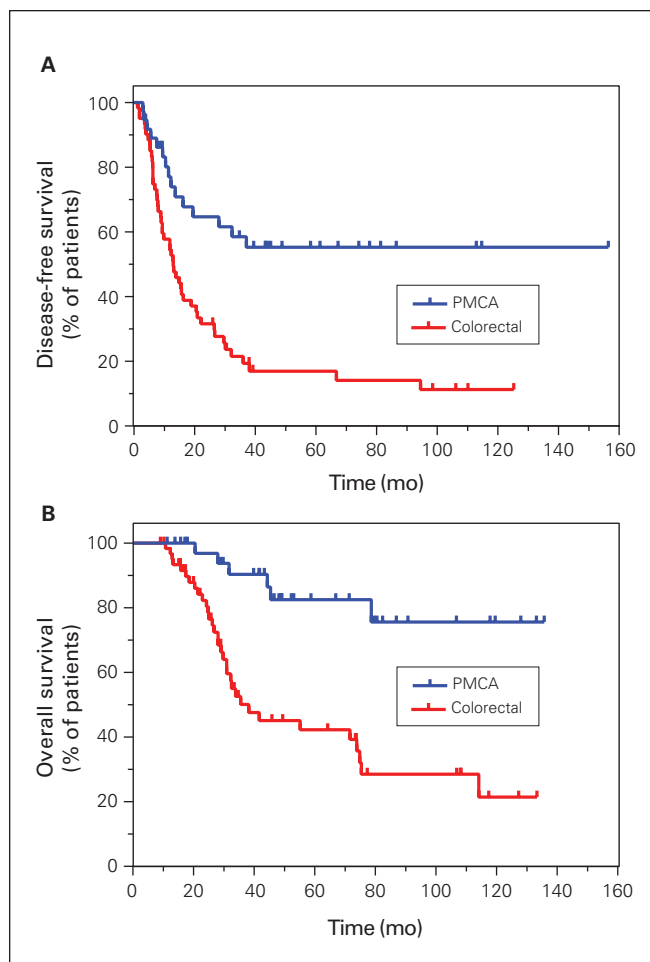 A
100
80
60
40
20
0
Disease-free survival
(% of patients)
PMCA
Colorectal
0 20 40 60 80 100 120 140 160
Time (mo)
B
100
80
60
40
20
0
Overall survival
(% of patients)
PMCA
Colorectal
0 20 40 60 80 100 120 140 160
Time (mo)